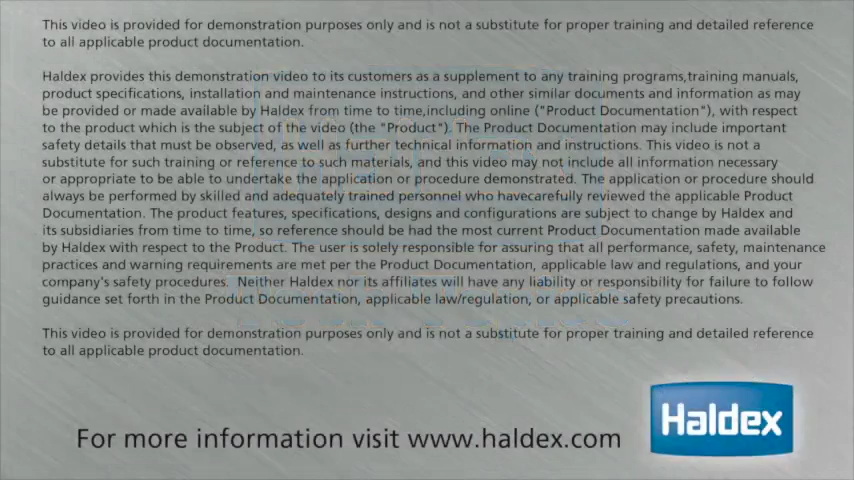 This video is provided for demonstration purposes only and is not a substitute for proper training and detailed reference
to all applicable product documentation.
Haldex provides this demonstration video to its customers as a supplement to any training programs,training manuals,
product specifications, installation and maintenance instructions, and other similar documents and information as may
be provided or made available by Haldex from time to time,including online ("Product Documentation"), with respect
to the product which is the subject of the video (the "Product"). The Product Documentation may include important
safety details that must be observed, as well as further technical information and instructions. This video is not a
substitute for such training or reference to such materials, and this video may not include all information necessary
or appropriate to be able to undertake the application or procedure demonstrated. The application or procedure should
always be performed by skilled and adequately trained personnel who havecarefully reviewed the applicable Product
Documentation. The product features, specifications, designs and configurations are subject to change by Haldex and
its subsidiaries from time to time, so reference should be had the most current Product Documentation made available
by Haldex with respect to the Product. The user is solely responsible for assuring that all performance, safety, maintenance
practices and warning requirements are met per the Product Documentation, applicable law and regulations, and your
company's safety procedures.  Neither Haldex nor its affiliates will have any liability or responsibility for failure to follow
guidance set forth in the Product Documentation, applicable law/regulation, or applicable safety precautions.
This video is provided for demonstration purposes only and is not a substitute for proper training and detailed reference
to all applicable product documentation.
For more information visit www.haldex.com
Haldex